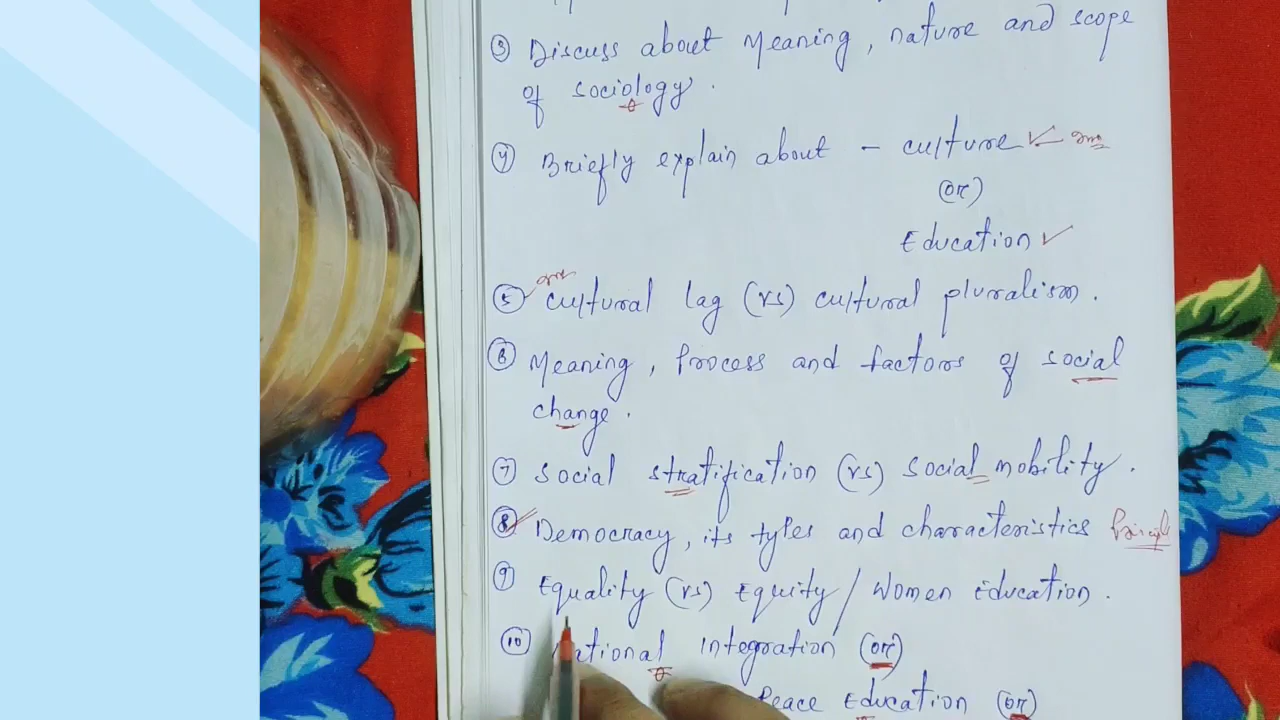 ③ Discuss about Meaning, nature and scope
of sociology.
④ Briefly explain about – culture
(or)
Education
⑤ cultural lag (vs) cultural pluralism.
⑥ Meaning, Process and factors of social
change.
⑦ Social stratification (vs) social mobility.
⑧ Democracy, its types and characteristics
⑨ Equality (vs) Equity / Women Education.
⑩ integration (or)
Peace Education (or)